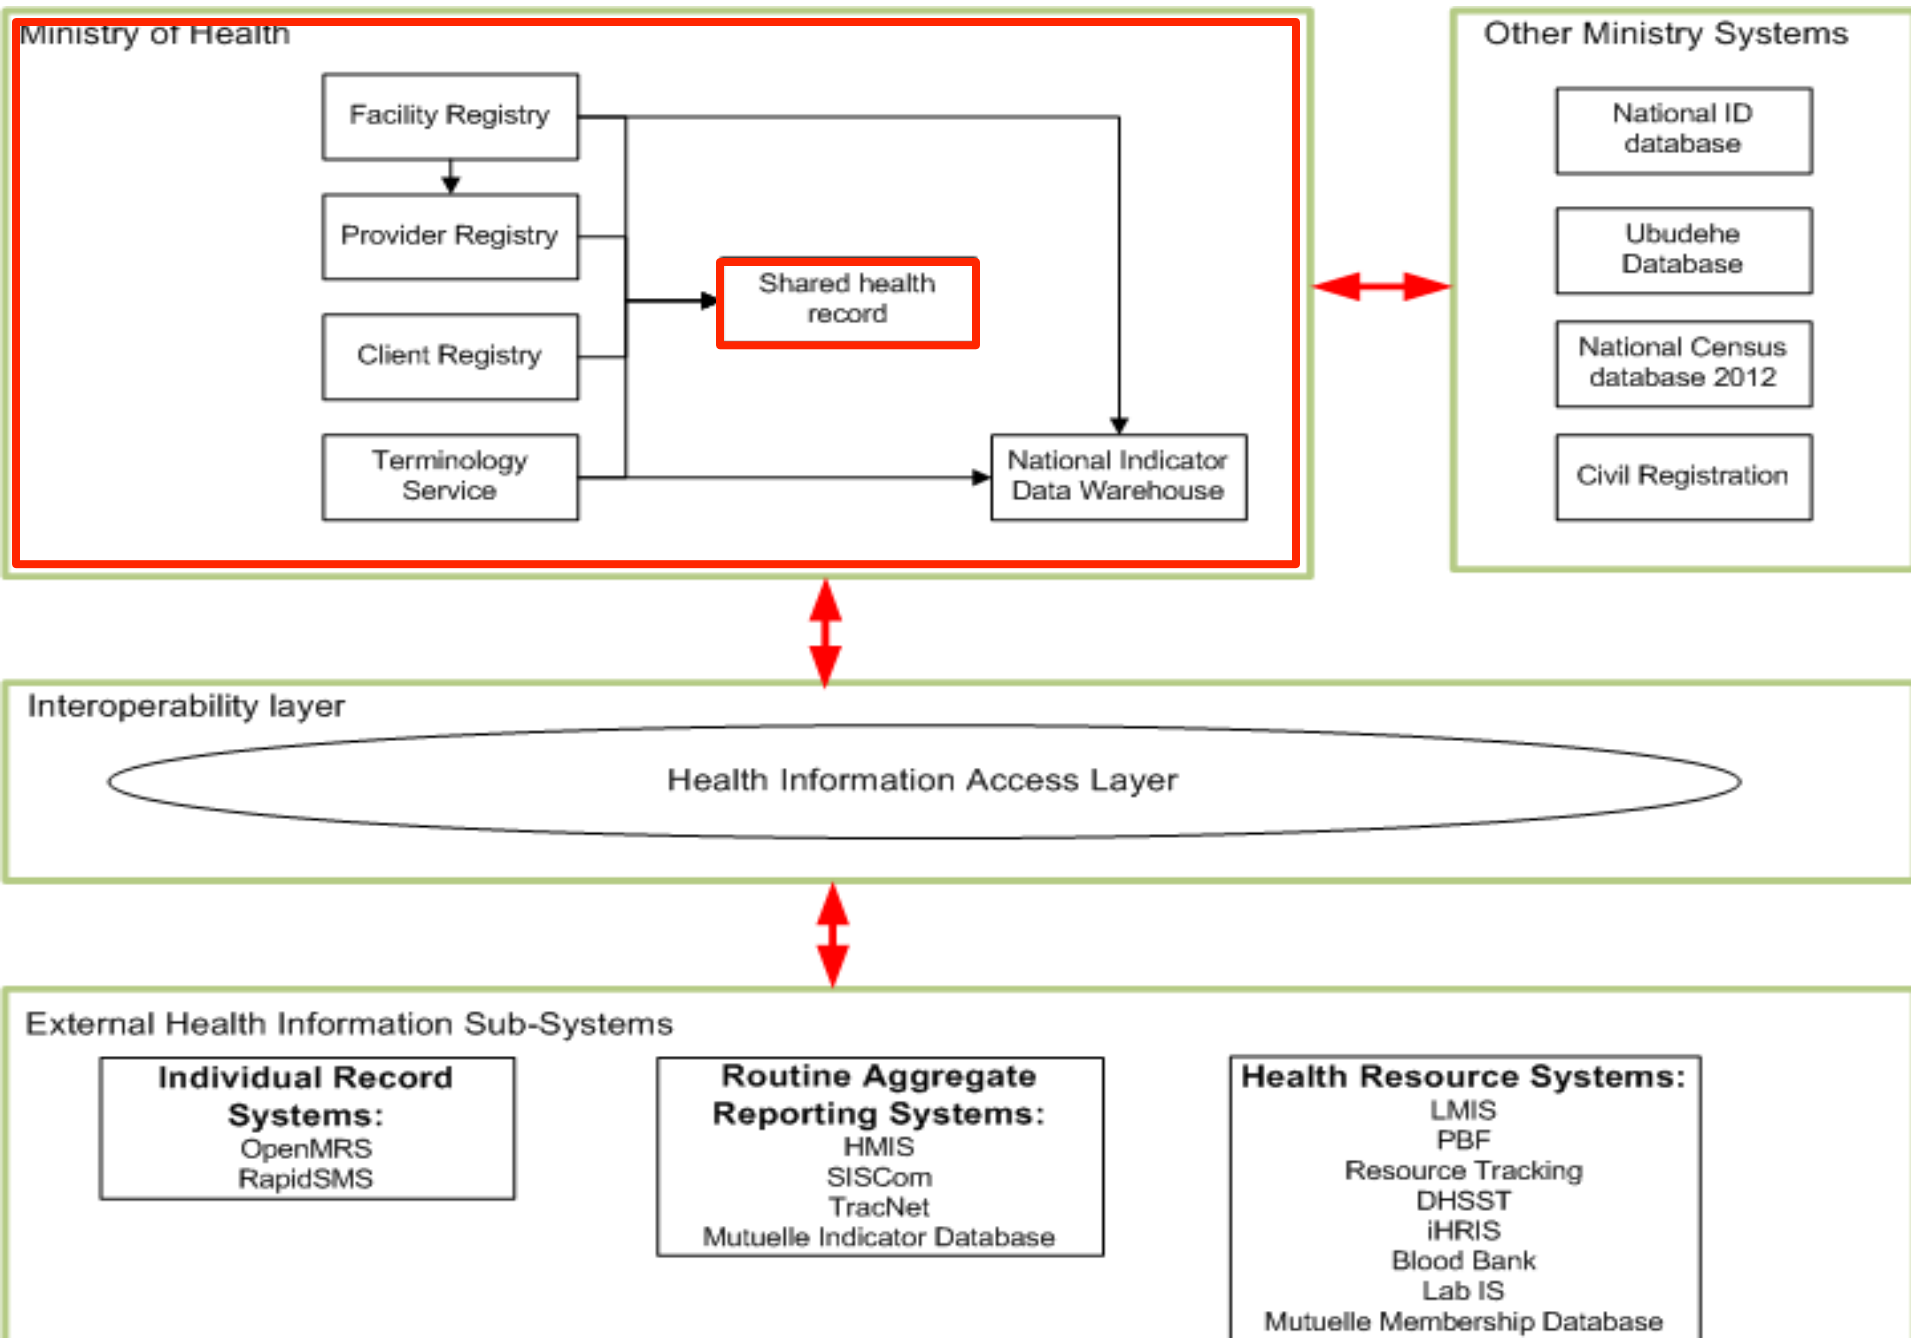 Ministry of Health
Facility Registry
Provider Registry
Client Registry
Terminology
Service
Shared health
record
National Indicator
Data Warehouse
Other Ministry Systems
National ID
database
Ubudehe
Database
National Census
database 2012
Civil Registration
Interoperability layer
Health Information Access Layer
External Health Information Sub-Systems
Individual Record
Systems:
OpenMRS
RapidSMS
Routine Aggregate
Reporting Systems:
HMIS
SISCom
TracNet
Mutuelle Indicator Database
Health Resource Systems:
LMIS
PBF
Resource Tracking
DHSST
iHRIS
Blood Bank
Lab IS
Mutuelle Membership Database